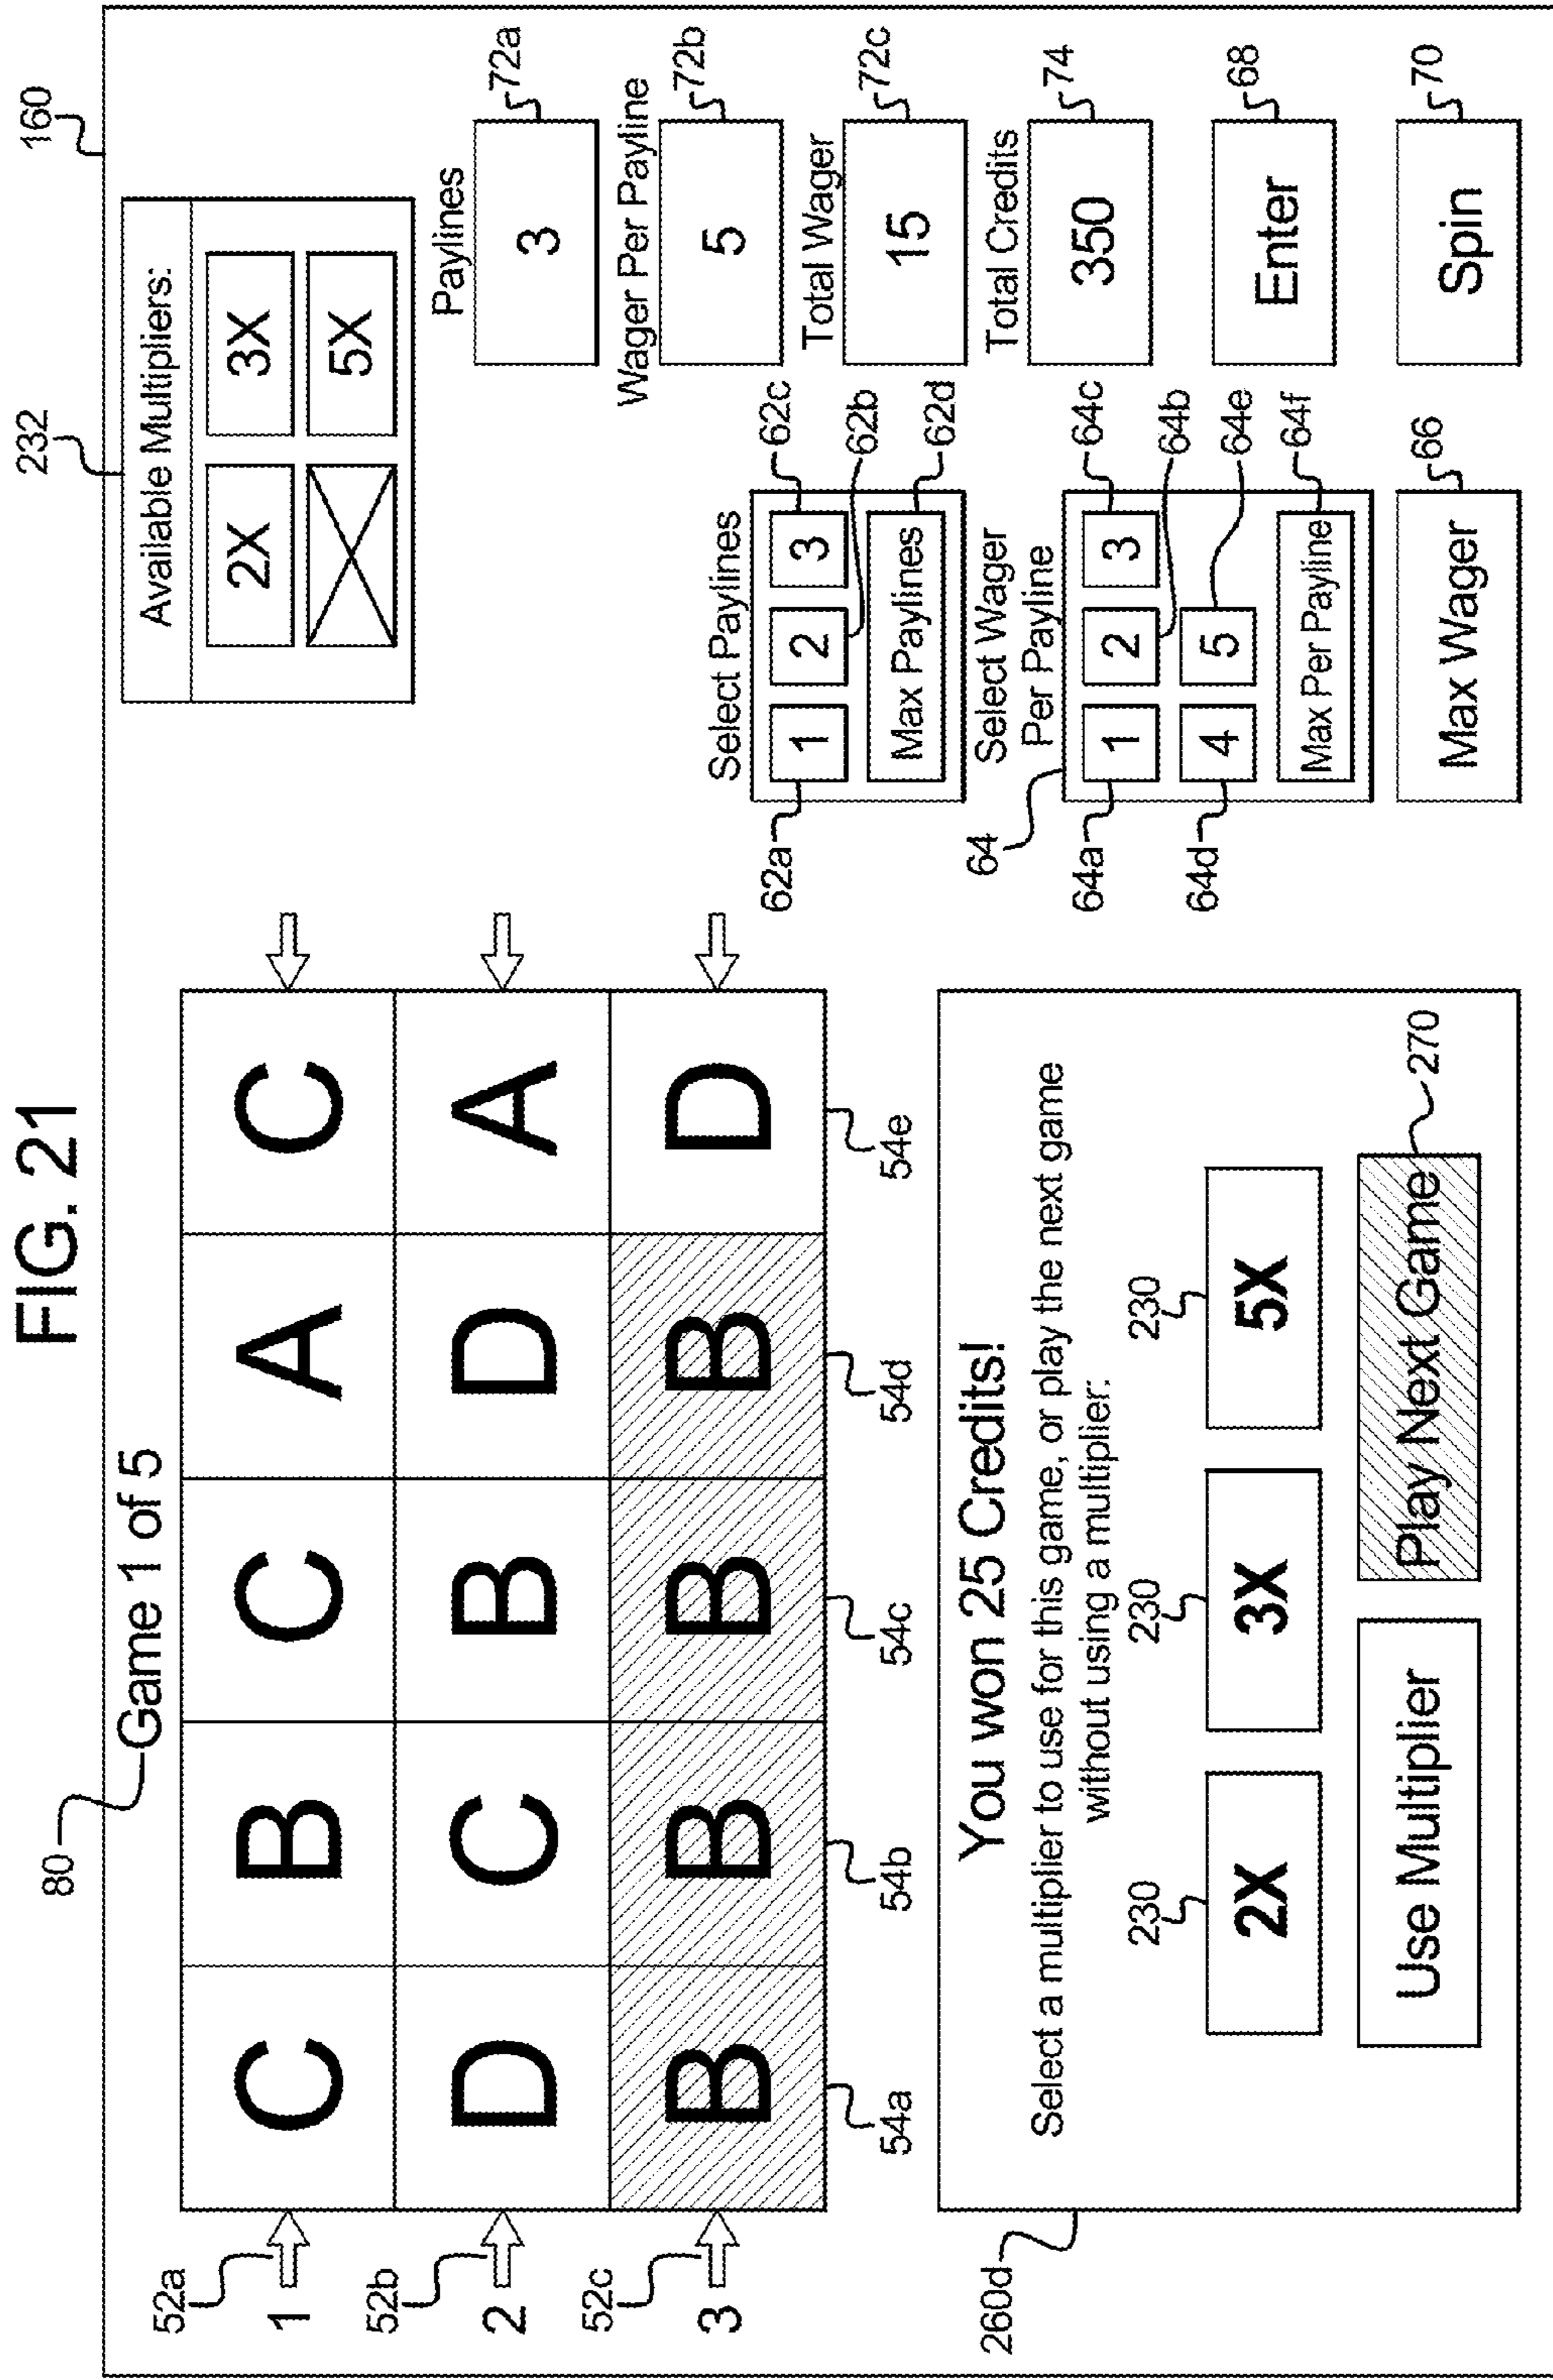 FIG. 21
160
232
80
Game 1 of 5
52a
1
C B C A C
52b
2
D C B D A
52c
3
B B B B D
54a 54b 54c 54d 54e
260d
You won 25 Credits!
Select a multiplier to use for this game, or play the next game
without using a multiplier:
230 230 230
2X 3X 5X
Use Multiplier Play Next Game
270
Available Multipliers:
2X 3X
5X
Select Paylines
1 2 3
Max Paylines
62a
62c
62b
62d
Select Wager
Per Payline
64
1 2 3
4 5
Max Per Payline
64a
64d
64c
64b
64e
64f
Max Wager
66
Paylines
3
72a
Wager Per Payline
5
72b
Total Wager
15
72c
Total Credits
350
74
Enter
68
Spin
70